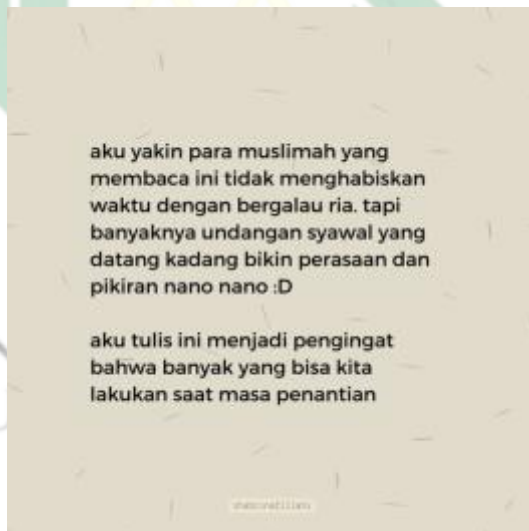 aku yakin para muslimah yang
membaca ini tidak menghabiskan
waktu dengan bergalau ria. tapi
banyaknya undangan syawal yang
datang kadang bikin perasaan dan
pikiran nano nano :D
aku tulis ini menjadi pengingat
bahwa banyak yang bisa kita
lakukan saat masa penantian